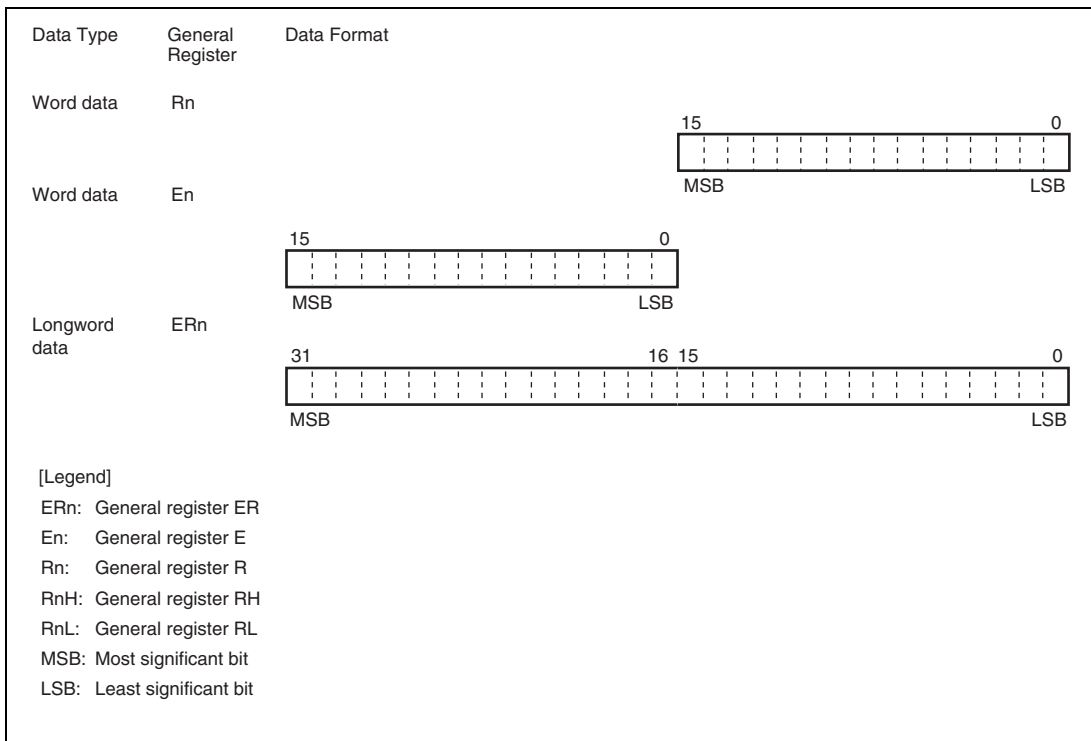 Data Type General Register Data Format
Word data Rn
15 0
MSB LSB
Word data En
15 0
MSB LSB
Longword data ERn
31 16 15 0
MSB LSB
[Legend]
ERn: General register ER
En: General register E
Rn: General register R
RnH: General register RH
RnL: General register RL
MSB: Most significant bit
LSB: Least significant bit